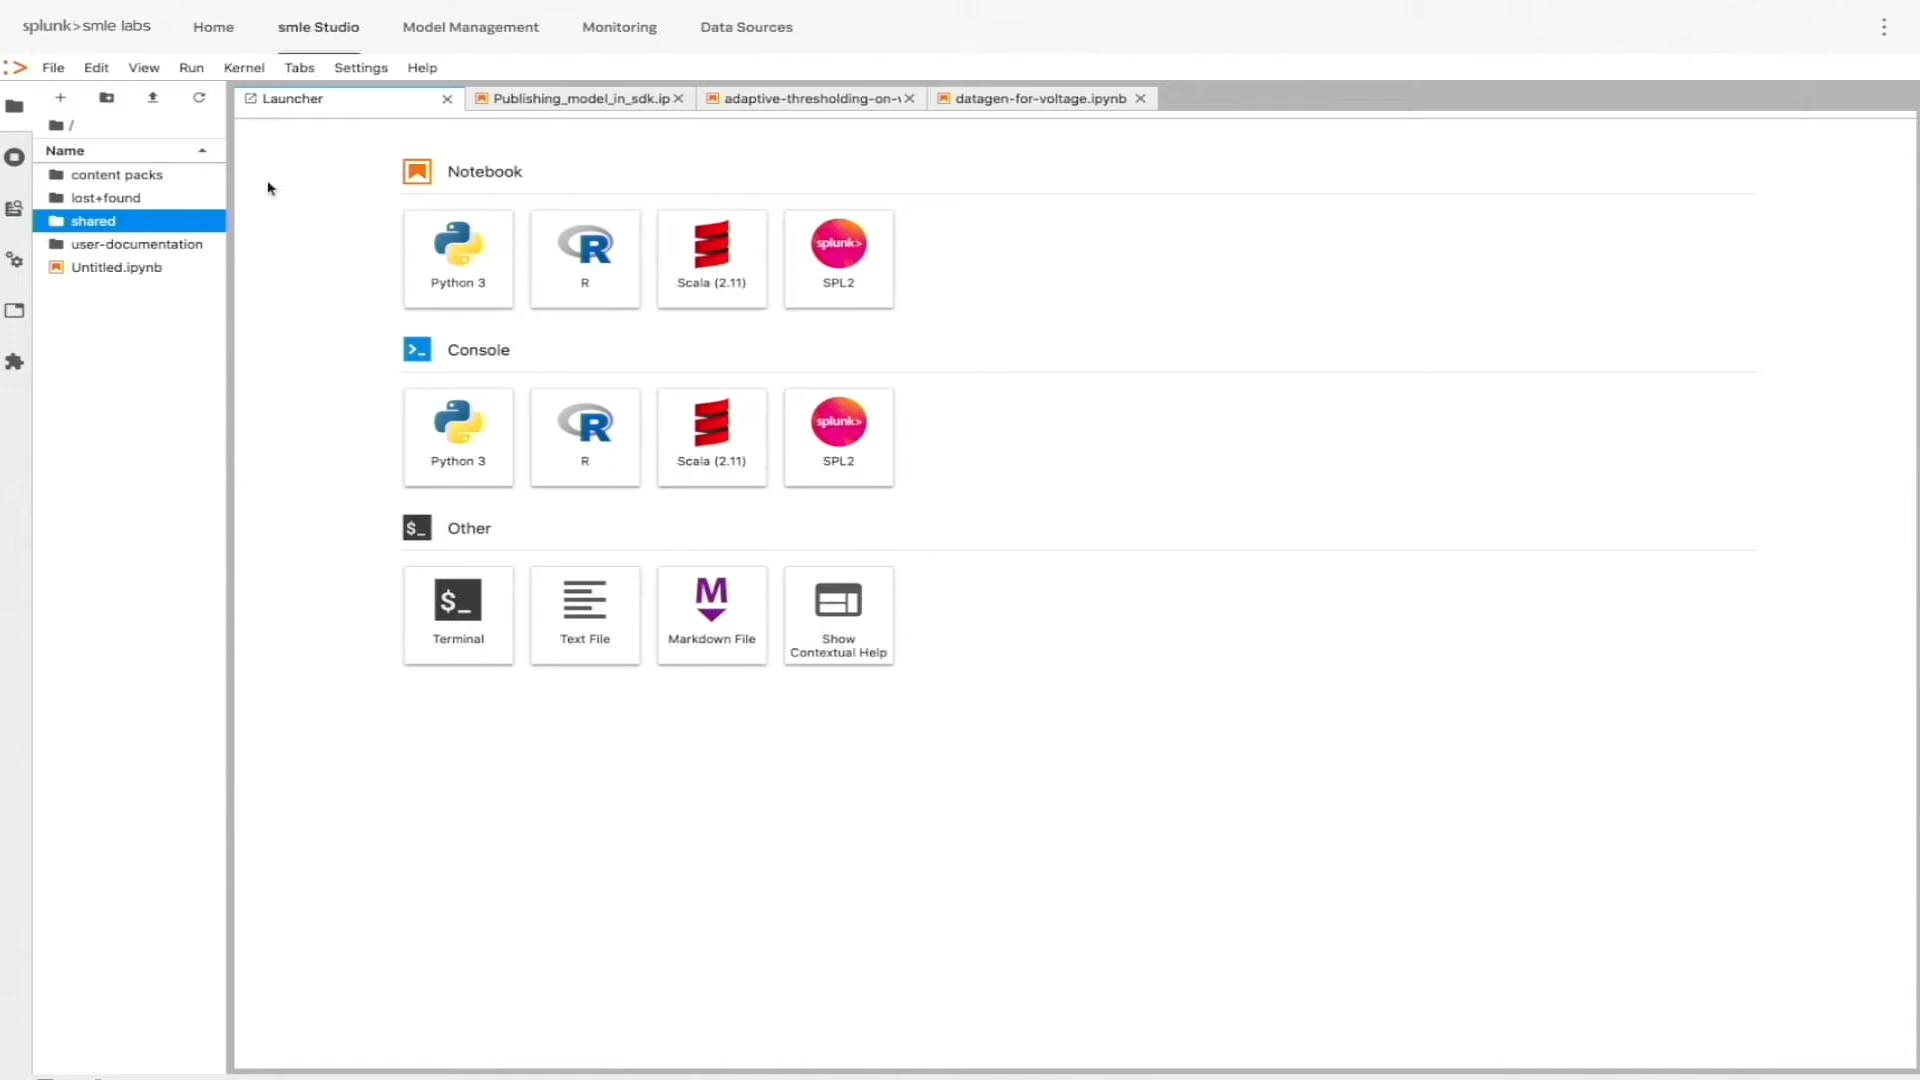 splunk>smle labs Home smle Studio Model Management Monitoring Data Sources
File Edit View Run Kernel Tabs Settings Help
Launcher Publishing_model_in_sdk.ip adaptive-thresholding-on-v datagen-for-voltage.ipynb
/
Name
content packs
lost+found
shared
user-documentation
Untitled.ipynb
Notebook
splunk>
Python 3 R Scala (2.11) SPL2
>_ Console
splunk>
Python 3 R Scala (2.11) SPL2
$_ Other
$_ M
Terminal Text File Markdown File Show
Contextual Help